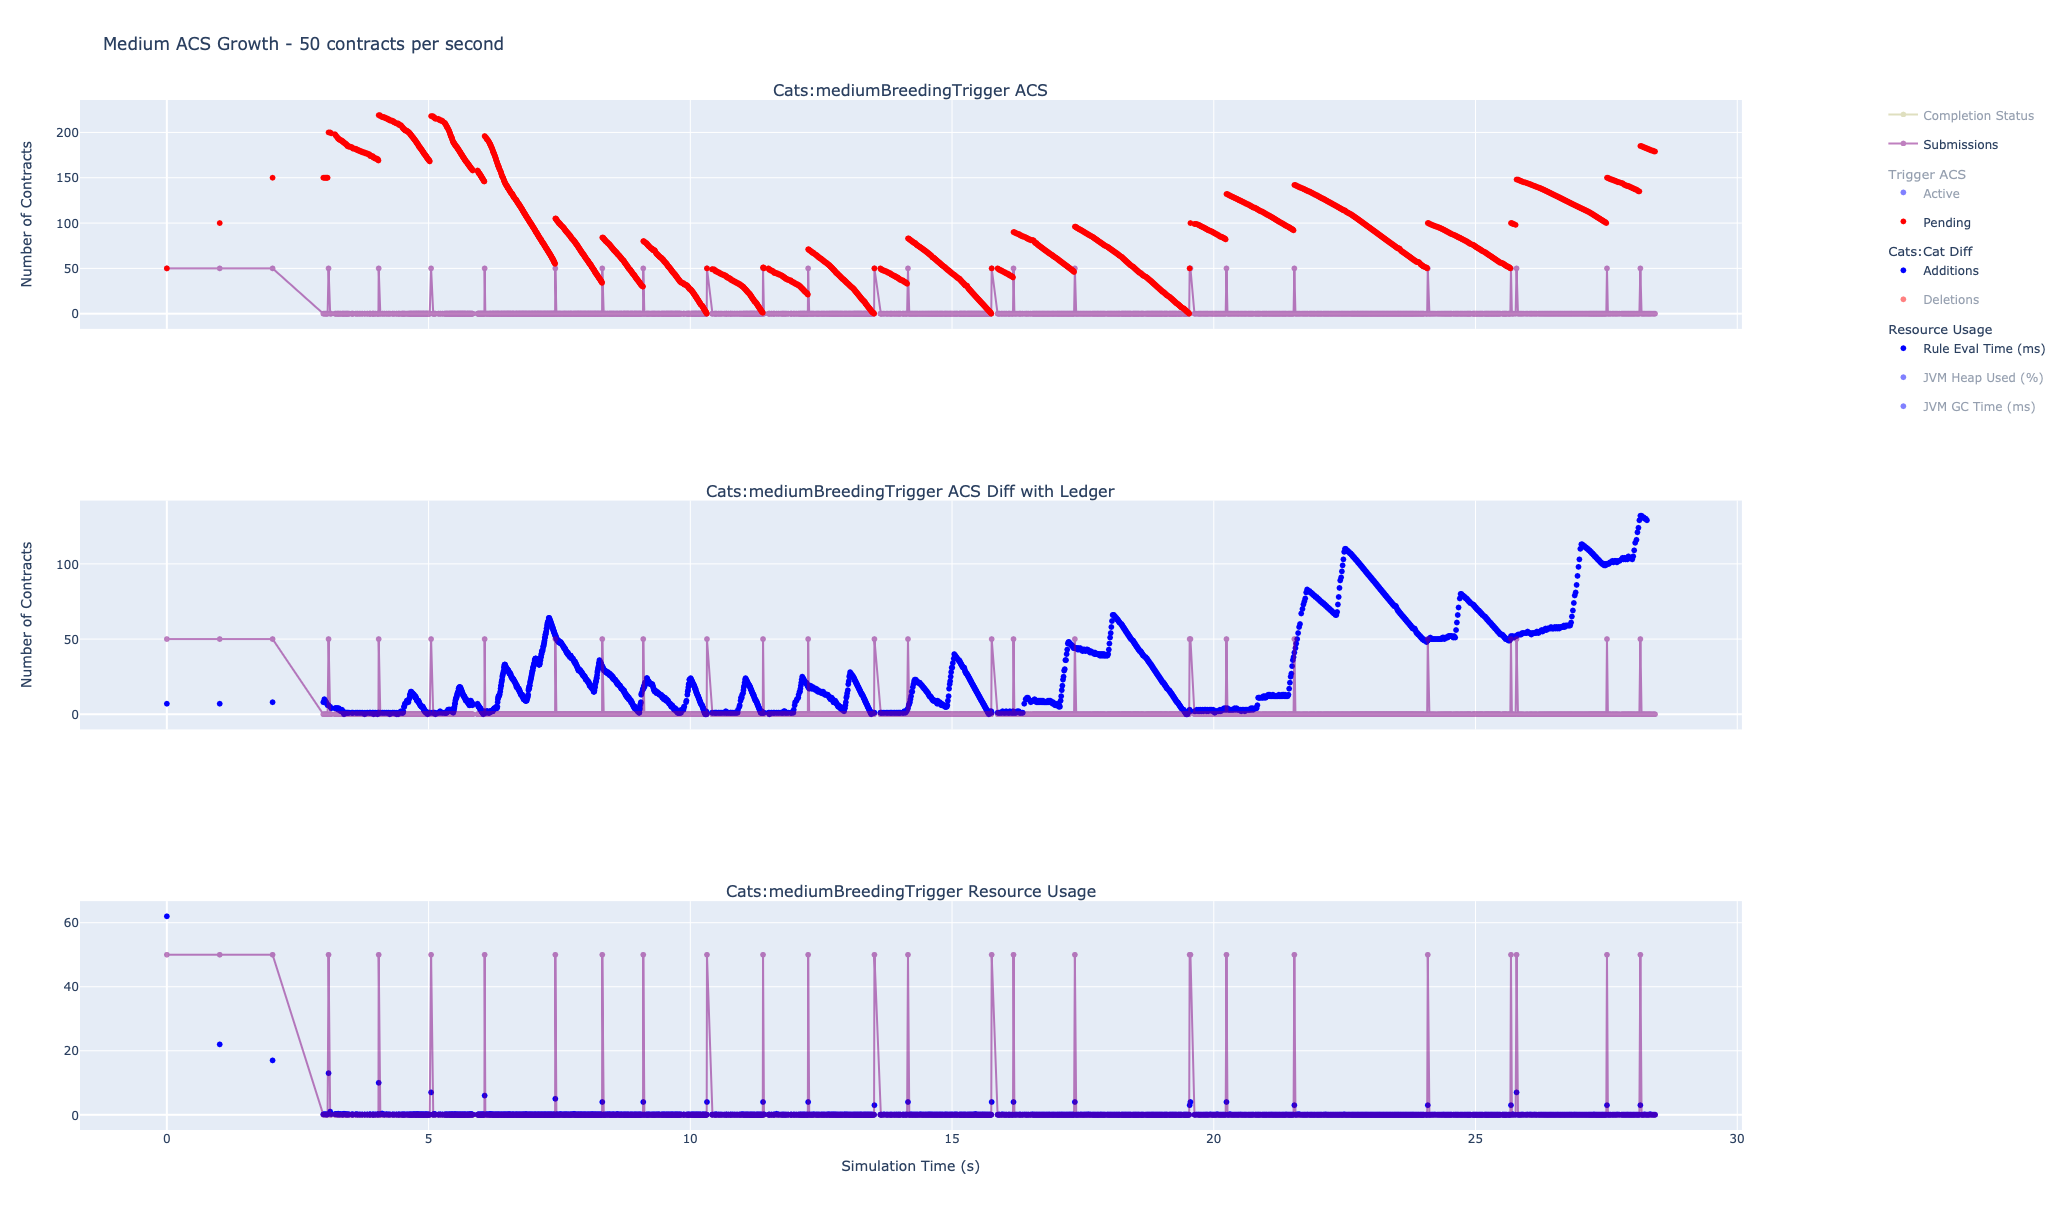 Medium ACS Growth - 50 contracts per second
Cats:mediumBreedingTrigger ACS
Number of Contracts
200
150
100
50
0
Completion Status
Submissions
Trigger ACS
Active
Pending
Cats:Cat Diff
Additions
Deletions
Resource Usage
Rule Eval Time (ms)
JVM Heap Used (%)
JVM GC Time (ms)
Cats:mediumBreedingTrigger ACS Diff with Ledger
Number of Contracts
100
50
0
Cats:mediumBreedingTrigger Resource Usage
60
40
20
0
0 5 10 15 20 25 30
Simulation Time (s)